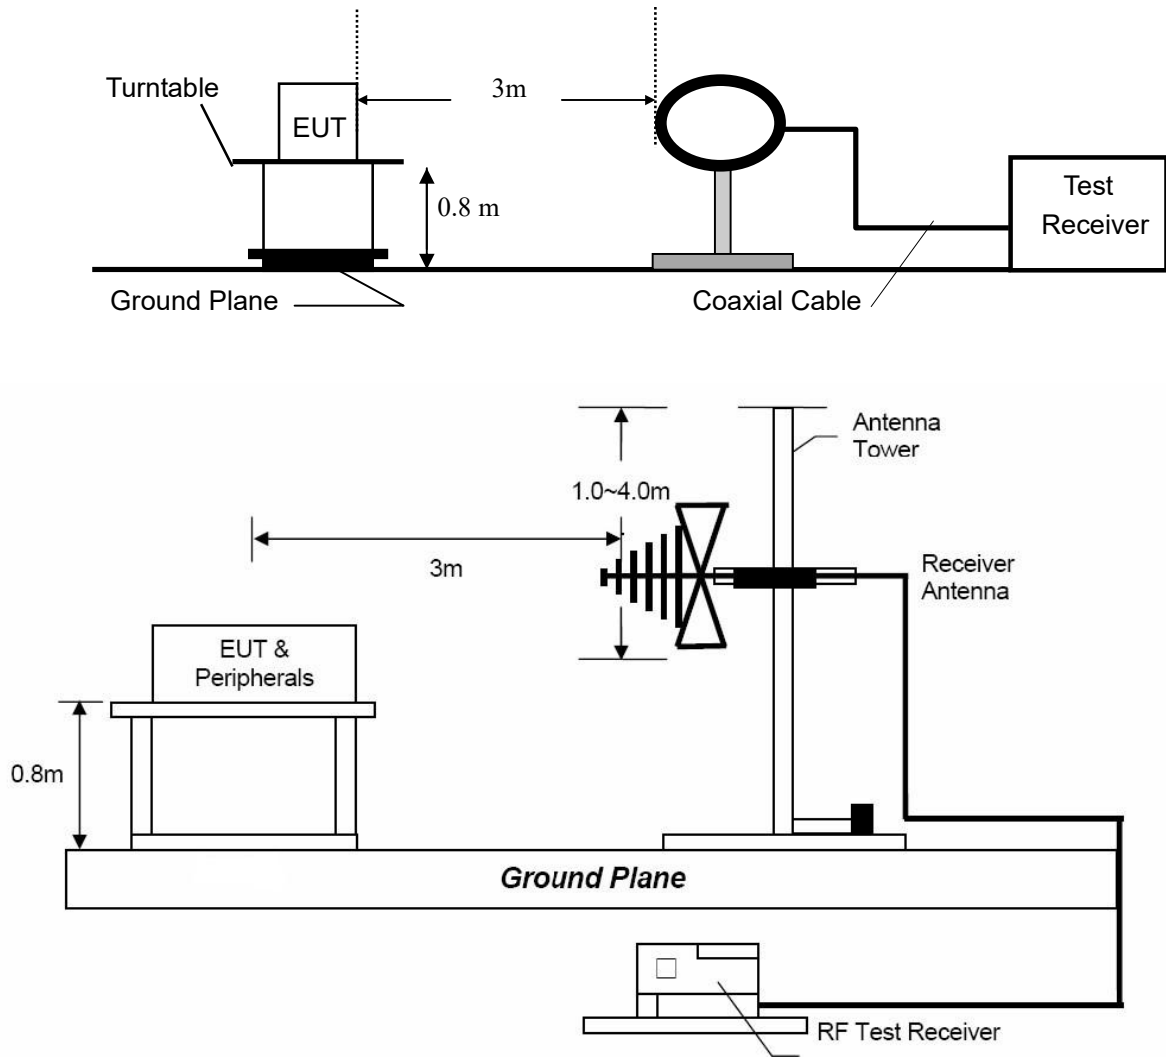 Turntable
3m
EUT
0.8 m
Test
Receiver
Ground Plane
Coaxial Cable
Antenna
Tower
1.0~4.0m
3m
Receiver
Antenna
EUT &
Peripherals
0.8m
Ground Plane
RF Test Receiver